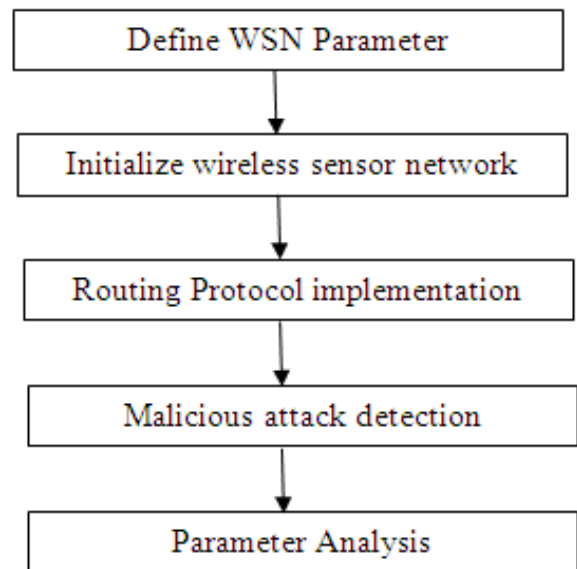 Define WSN Parameter
Initialize wireless sensor network
Routing Protocol implementation
Malicious attack detection
Parameter Analysis